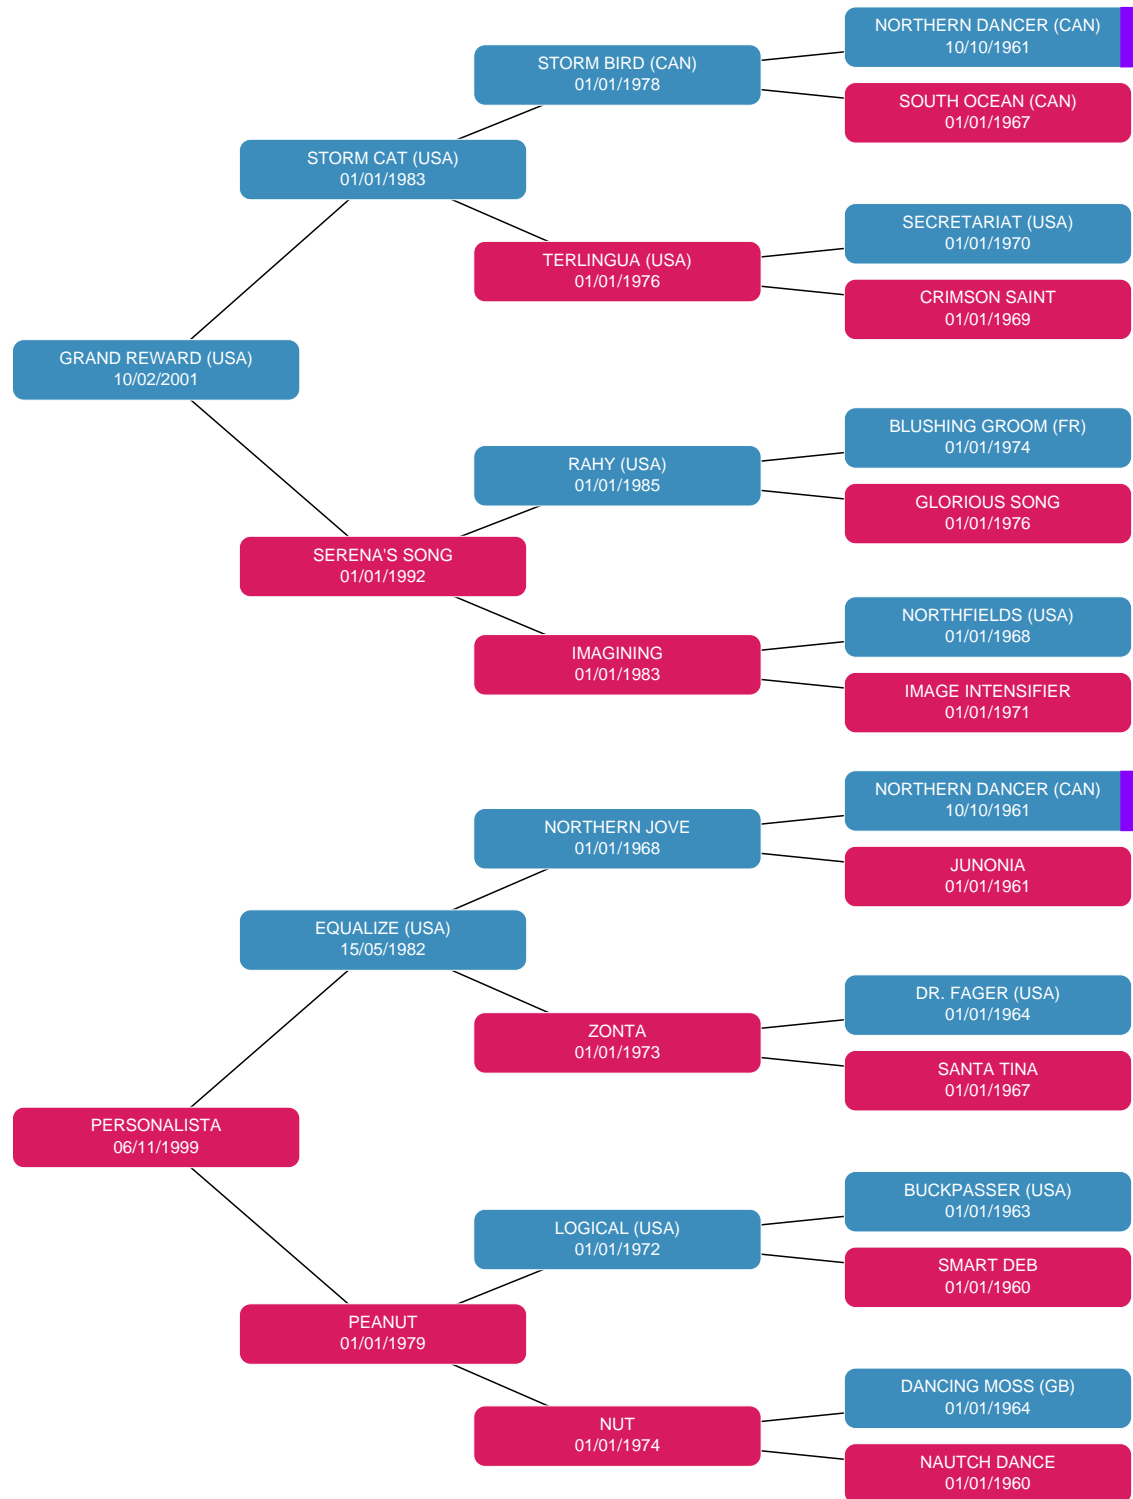 NORTHERN DANCER (CAN)
10/10/1961
STORM BIRD (CAN)
01/01/1978
SOUTH OCEAN (CAN)
01/01/1967
STORM CAT (USA)
01/01/1983
SECRETARIAT (USA)
01/01/1970
TERLINGUA (USA)
01/01/1976
CRIMSON SAINT
01/01/1969
GRAND REWARD (USA)
10/02/2001
BLUSHING GROOM (FR)
01/01/1974
RAHY (USA)
01/01/1985
GLORIOUS SONG
01/01/1976
SERENA'S SONG
01/01/1992
NORTHFIELDS (USA)
01/01/1968
IMAGINING
01/01/1983
IMAGE INTENSIFIER
01/01/1971
NORTHERN DANCER (CAN)
10/10/1961
NORTHERN JOVE
01/01/1968
JUNONIA
01/01/1961
EQUALIZE (USA)
15/05/1982
DR. FAGER (USA)
01/01/1964
ZONTA
01/01/1973
SANTA TINA
01/01/1967
PERSONALISTA
06/11/1999
BUCKPASSER (USA)
01/01/1963
LOGICAL (USA)
01/01/1972
SMART DEB
01/01/1960
PEANUT
01/01/1979
DANCING MOSS (GB)
01/01/1964
NUT
01/01/1974
NAUTCH DANCE
01/01/1960